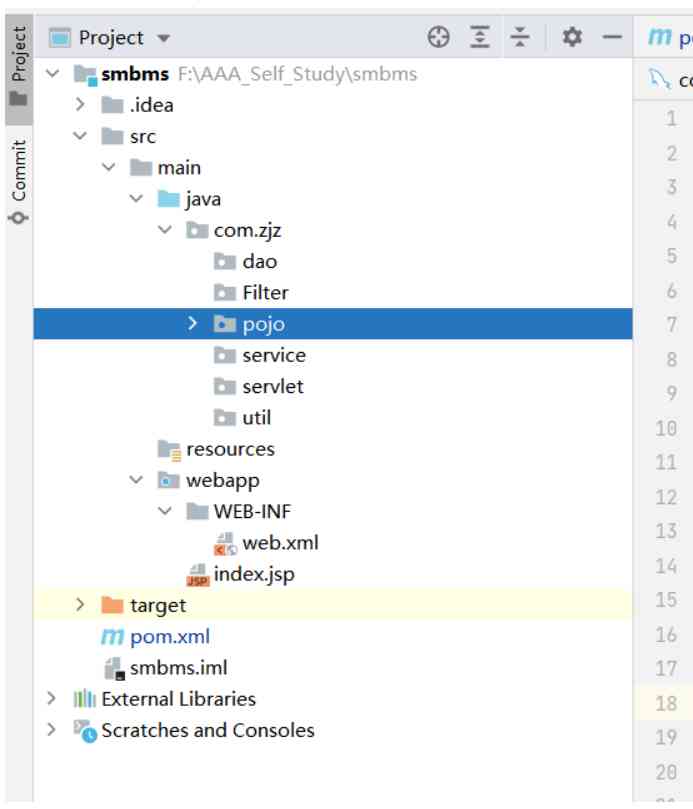 Project
Commit
Project
smbms F:\AAA_Self_Study\smbms
.idea
src
main
java
com.zjz
dao
Filter
pojo
service
servlet
util
resources
webapp
WEB-INF
web.xml
JSP index.jsp
target
m pom.xml
smbms.iml
External Libraries
Scratches and Consoles
m
1
2
3
4
5
6
7
8
9
10
11
12
13
14
15
16
17
18
19
20